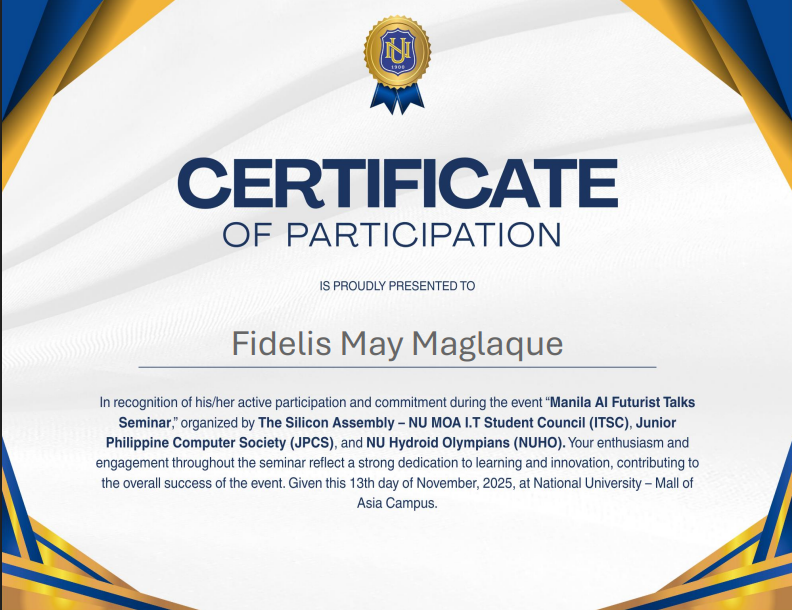 NU
1900
CERTIFICATE
OF PARTICIPATION
IS PROUDLY PRESENTED TO
Fidelis May Maglaque
In recognition of his/her active participation and commitment during the event “Manila AI Futurist Talks
Seminar,” organized by The Silicon Assembly – NU MOA I.T Student Council (ITSC), Junior
Philippine Computer Society (JPCS), and NU Hydroid Olympians (NUHO). Your enthusiasm and
engagement throughout the seminar reflect a strong dedication to learning and innovation, contributing to
the overall success of the event. Given this 13th day of November, 2025, at National University – Mall of
Asia Campus.